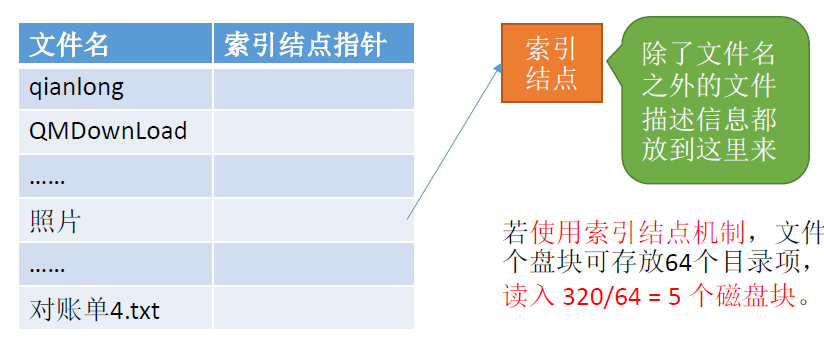 文件名 索引结点指针
qianlong
QMDownLoad
……
照片
……
对账单4.txt
索引
结点
除了文件名
之外的文件
描述信息都
放到这里来
若使用索引结点机制，文件
个盘块可存放64个目录项，
读入 320/64 = 5 个磁盘块。